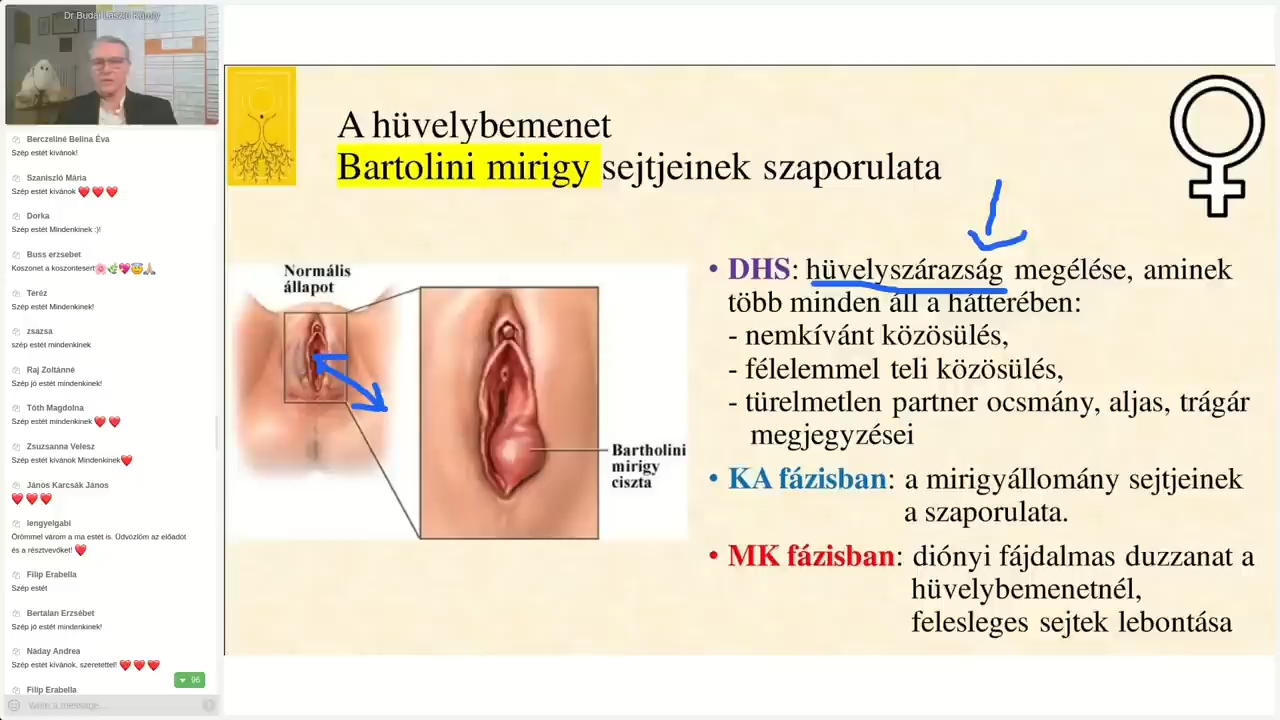 Dr Budai László Károly
Berczeliné Belina Éva
Szép estét kívánok!
Szaniszló Mária
Szép estét kívánok ❤️ ❤️ ❤️
Dorka
Szép estét Mindenkinek :)!
Buss erzsebet
Koszonet a koszontesert🌸🌿💖😇🙏
Teréz
Szép estét Mindenkinek!
zsazsa
szép estét mindenkinek
Raj Zoltánné
Szép jó estét mindenkinek!
Tóth Magdolna
Szép estét mindenkinek ❤️ ❤️
Zsuzsanna Velesz
Szép estét kívánok Mindenkinek❤️
János Karcsák János
❤️ ❤️ ❤️
lengyelgabi
Örömmel várom a ma estét is. Üdvözlöm az előadót
és a résztvevőket! ❤️
Filip Erabella
Szép estét
Bertalan Erzsébet
Szép jó estét mindenkinek!
Náday Andrea
Szép estét kívánok, szeretettel! ❤️ ❤️ ❤️
96
Filip Erabella
Write a message...
A hüvelybemenet
Bartolini mirigy sejtjeinek szaporulata
Normális
állapot
Bartholini
mirigy
ciszta
• DHS: hüvelyszárazság megélése, aminek
több minden áll a hátterében:
- nemkívánt közösülés,
- félelemmel teli közösülés,
- türelmetlen partner ocsmány, aljas, trágár
megjegyzései
• KA fázisban: a mirigyállomány sejtjeinek
a szaporulata.
• MK fázisban: diónyi fájdalmas duzzanat a
hüvelybemenetnél,
felesleges sejtek lebontása